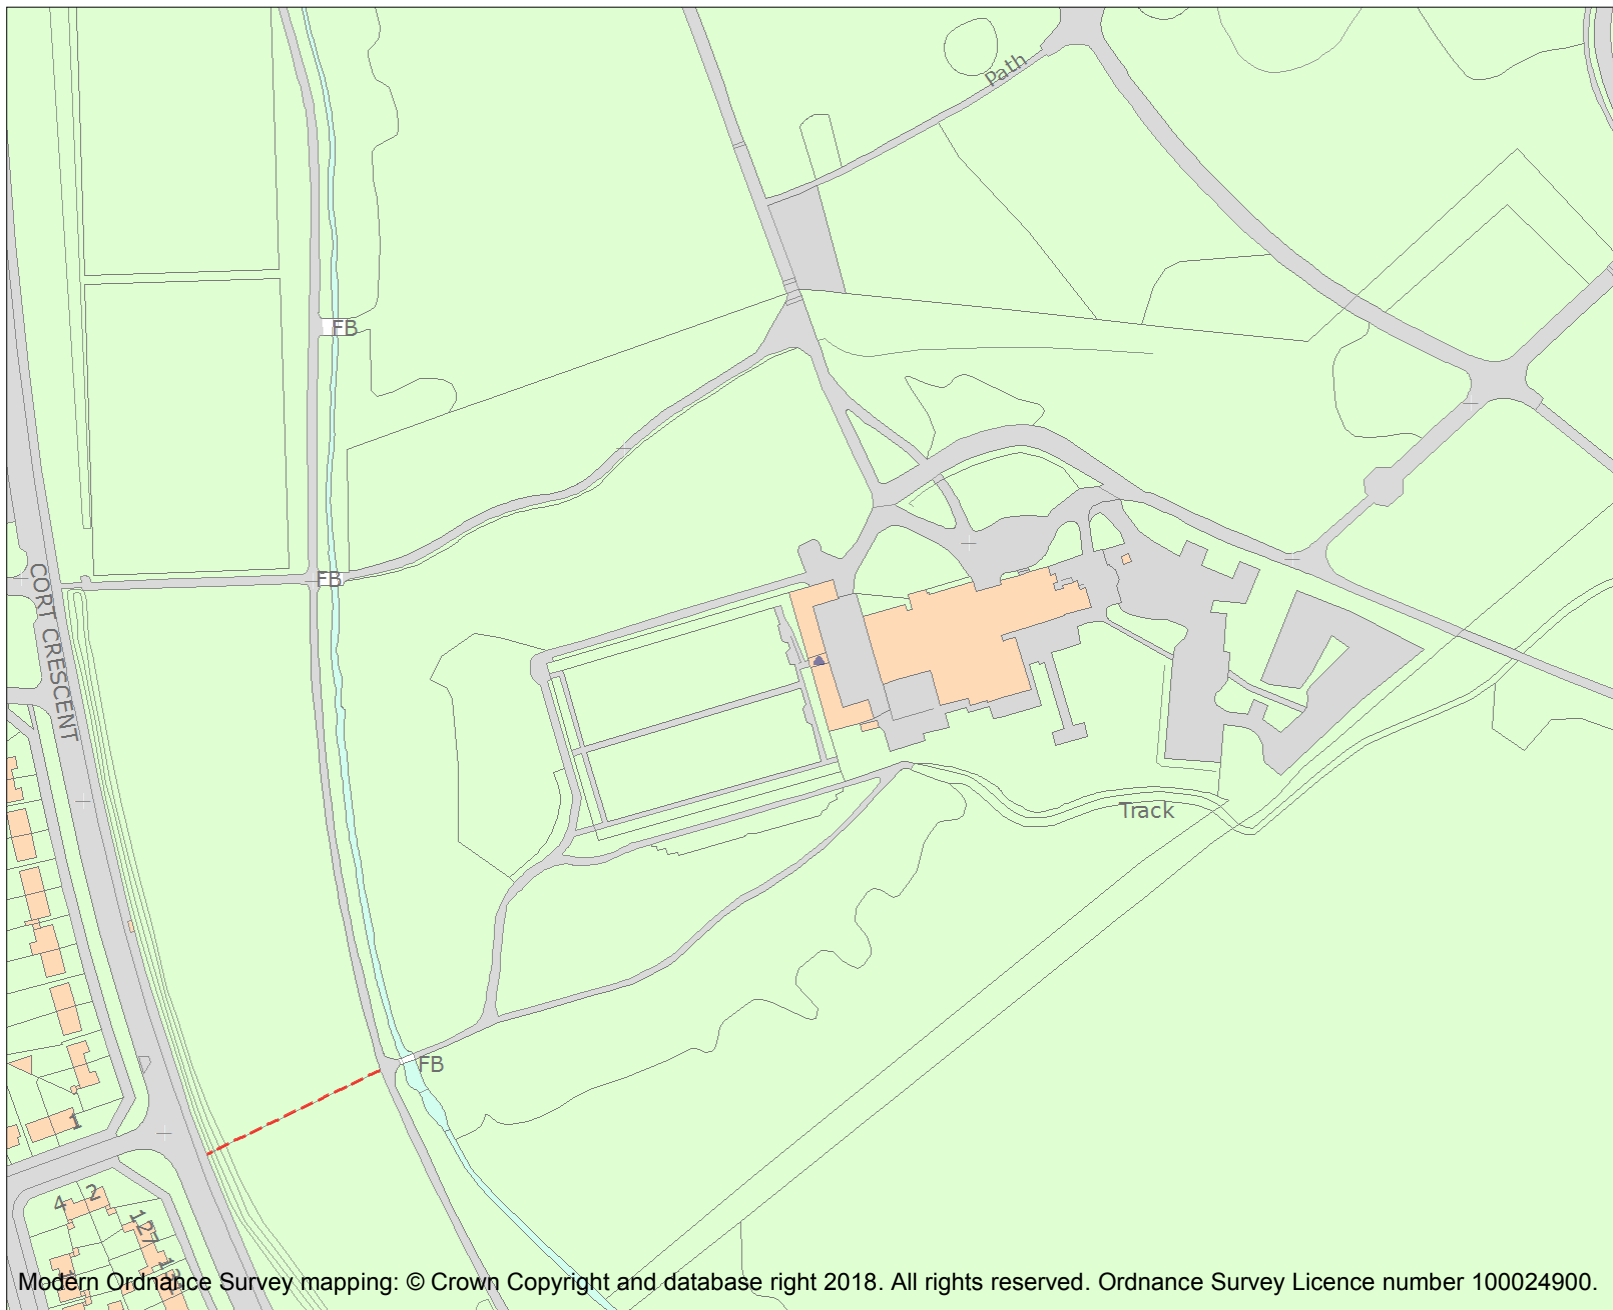 Path
FB
FB
CORT CRESCENT
Track
FB
1
4
2
127
Modern Ordnance Survey mapping: © Crown Copyright and database right 2018. All rights reserved. Ordnance Survey Licence number 100024900.